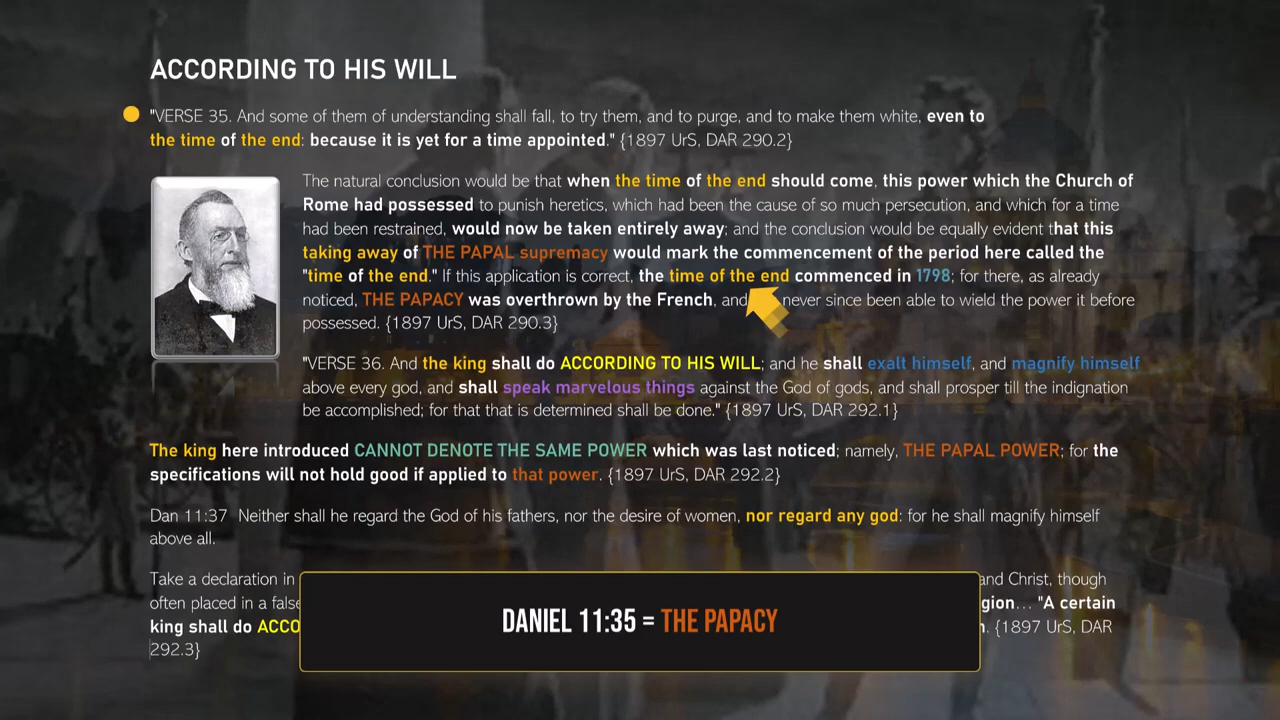 ACCORDING TO HIS WILL
"VERSE 35. And some of them of understanding shall fall, to try them, and to purge, and to make them white, even to
the time of the end: because it is yet for a time appointed." {1897 UrS, DAR 290.2}
The natural conclusion would be that when the time of the end should come, this power which the Church of
Rome had possessed to punish heretics, which had been the cause of so much persecution, and which for a time
had been restrained, would now be taken entirely away; and the conclusion would be equally evident that this
taking away of THE PAPAL supremacy would mark the commencement of the period here called the
"time of the end." If this application is correct, the time of the end commenced in 1798; for there, as already
noticed, THE PAPACY was overthrown by the French, and never since been able to wield the power it before
possessed. {1897 UrS, DAR 290.3}
"VERSE 36. And the king shall do ACCORDING TO HIS WILL; and he shall exalt himself, and magnify himself
above every god, and shall speak marvelous things against the God of gods, and shall prosper till the indignation
be accomplished; for that that is determined shall be done." {1897 UrS, DAR 292.1}
The king here introduced CANNOT DENOTE THE SAME POWER which was last noticed; namely, THE PAPAL POWER; for the
specifications will not hold good if applied to that power. {1897 UrS, DAR 292.2}
Dan 11:37 Neither shall he regard the God of his fathers, nor the desire of women, nor regard any god: for he shall magnify himself
above all.
Take a declaration in and Christ, though
often placed in a false gion... "A certain
king shall do ACCO . {1897 UrS, DAR
292.3}
DANIEL 11:35 = THE PAPACY